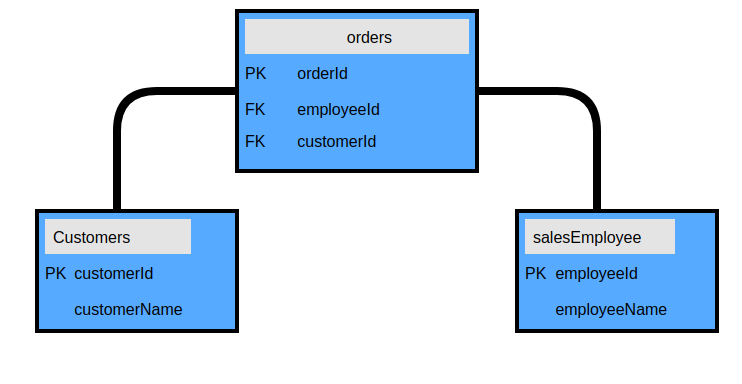 orders
PK orderId
FK employeeId
FK customerId
Customers
PK customerId
customerName
salesEmployee
PK employeeId
employeeName